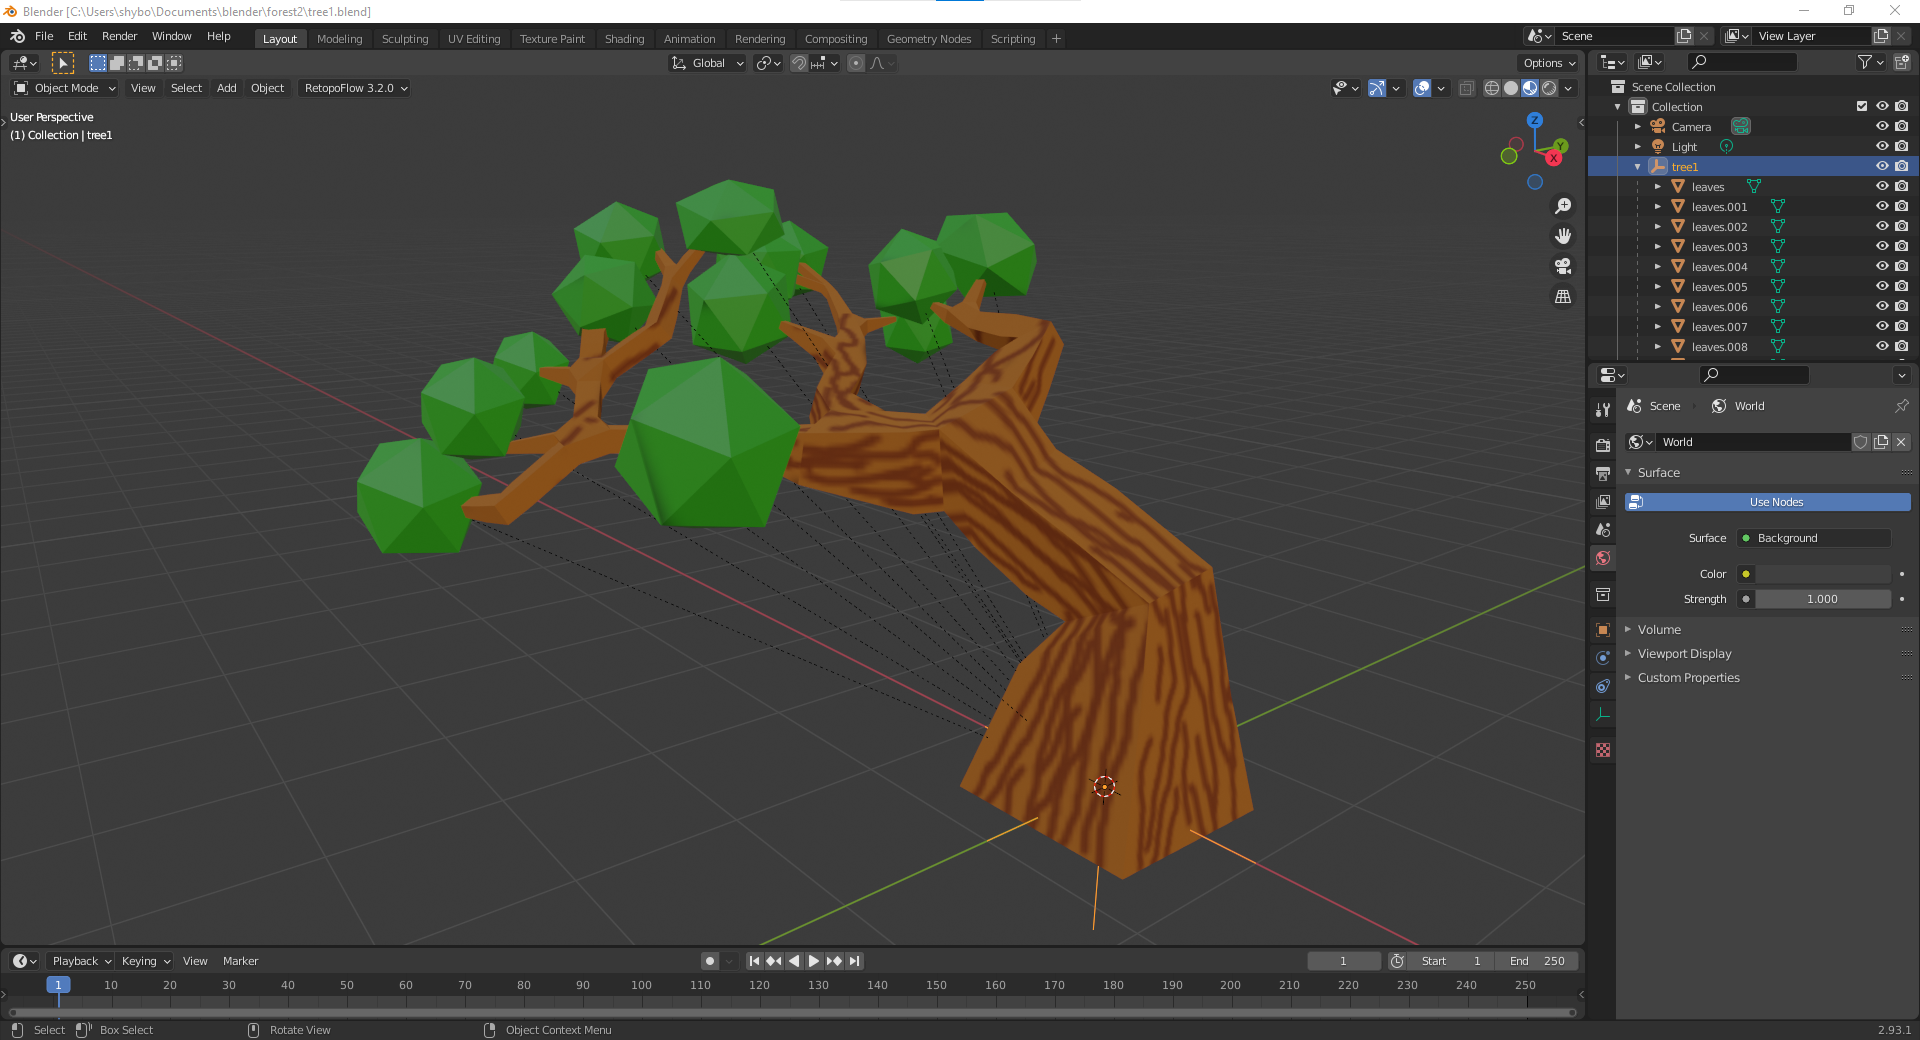 Blender [C:\Users\shybo\Documents\blender\forest2\tree1.blend]
File Edit Render Window Help Layout Modeling Sculpting UV Editing Texture Paint Shading Animation Rendering Compositing Geometry Nodes Scripting + Scene View Layer
Global Options
Object Mode View Select Add Object RetopoFlow 3.2.0
User Perspective
(1) Collection | tree1
Z
Y
X
Scene Collection
Collection
Camera
Light
tree1
leaves
leaves.001
leaves.002
leaves.003
leaves.004
leaves.005
leaves.006
leaves.007
leaves.008
Scene World
World
Surface
Use Nodes
Surface Background
Color
Strength 1.000
Volume
Viewport Display
Custom Properties
Playback Keying View Marker 1 Start 1 End 250
1 10 20 30 40 50 60 70 80 90 100 110 120 130 140 150 160 170 180 190 200 210 220 230 240 250
Select Box Select Rotate View Object Context Menu 2.93.1